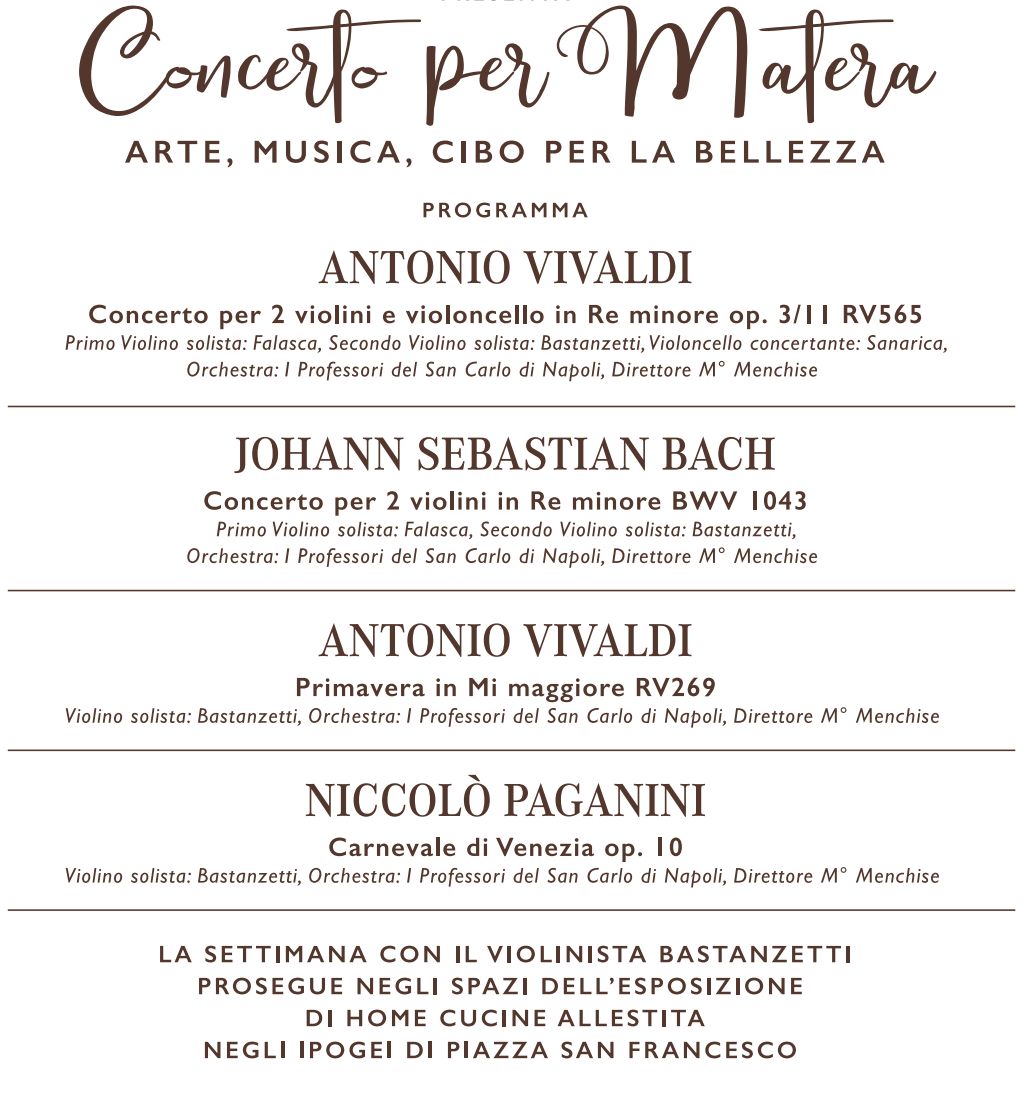 Concerto per Matera
ARTE, MUSICA, CIBO PER LA BELLEZZA
PROGRAMMA
ANTONIO VIVALDI
Concerto per 2 violini e violoncello in Re minore op. 3/11 RV565
Primo Violino solista: Falasca, Secondo Violino solista: Bastanzetti, Violoncello concertante: Sanarica,
Orchestra: I Professori del San Carlo di Napoli, Direttore M° Menchise
JOHANN SEBASTIAN BACH
Concerto per 2 violini in Re minore BWV 1043
Primo Violino solista: Falasca, Secondo Violino solista: Bastanzetti,
Orchestra: I Professori del San Carlo di Napoli, Direttore M° Menchise
ANTONIO VIVALDI
Primavera in Mi maggiore RV269
Violino solista: Bastanzetti, Orchestra: I Professori del San Carlo di Napoli, Direttore M° Menchise
NICCOLÒ PAGANINI
Carnevale di Venezia op. 10
Violino solista: Bastanzetti, Orchestra: I Professori del San Carlo di Napoli, Direttore M° Menchise
LA SETTIMANA CON IL VIOLINISTA BASTANZETTI
PROSEGUE NEGLI SPAZI DELL'ESPOSIZIONE
DI HOME CUCINE ALLESTITA
NEGLI IPOGEI DI PIAZZA SAN FRANCESCO